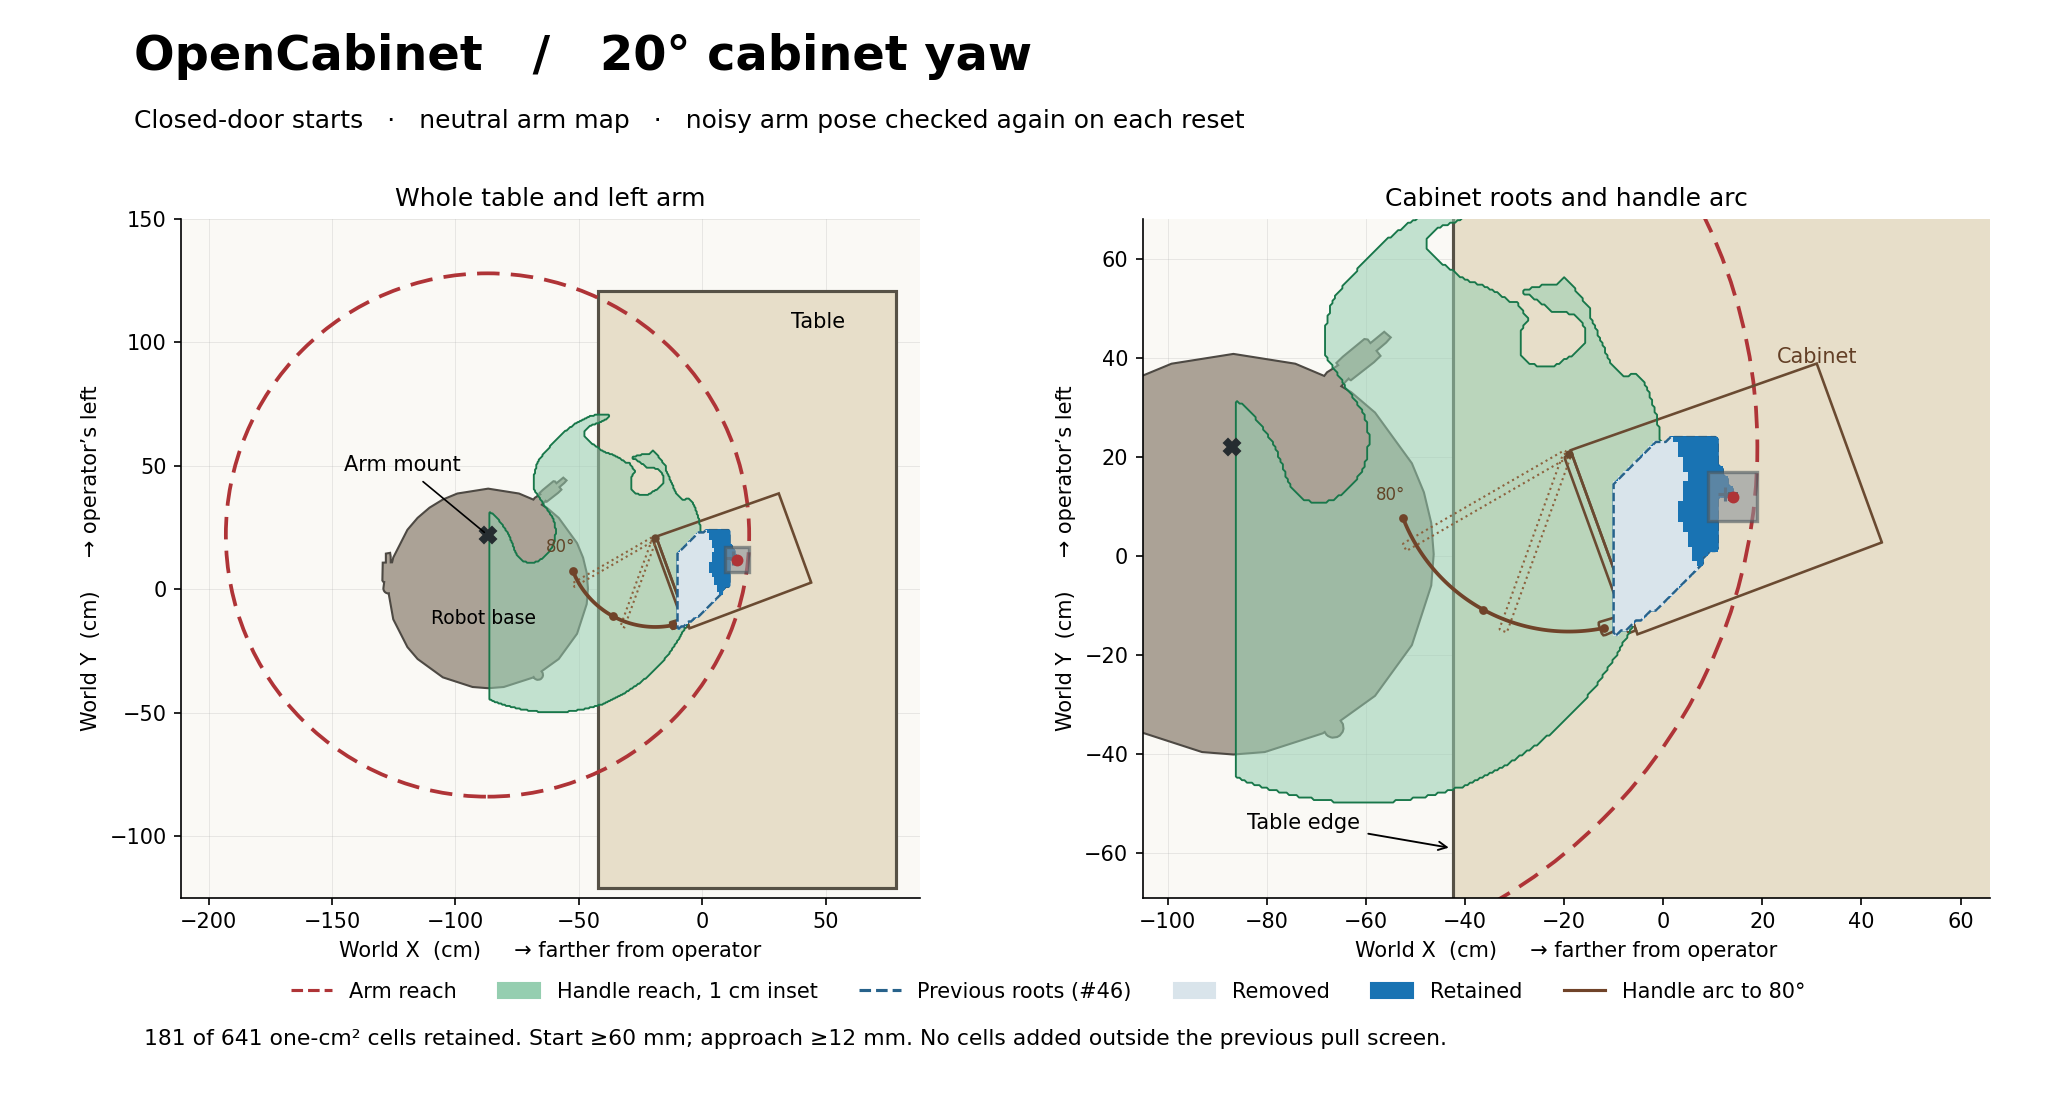 OpenCabinet / 20° cabinet yaw
Closed-door starts · neutral arm map · noisy arm pose checked again on each reset
Whole table and left arm
150
100
50
0
−50
−100
−200
−150
−100
−50
0
50
World Y (cm) → operator’s left
World X (cm) → farther from operator
Table
Arm mount
80°
Robot base
Cabinet roots and handle arc
60
40
20
0
−20
−40
−60
−100
−80
−60
−40
−20
0
20
40
60
World Y (cm) → operator’s left
World X (cm) → farther from operator
Cabinet
80°
Table edge
Arm reach
Handle reach, 1 cm inset
Previous roots (#46)
Removed
Retained
Handle arc to 80°
181 of 641 one-cm² cells retained. Start ≥60 mm; approach ≥12 mm. No cells added outside the previous pull screen.